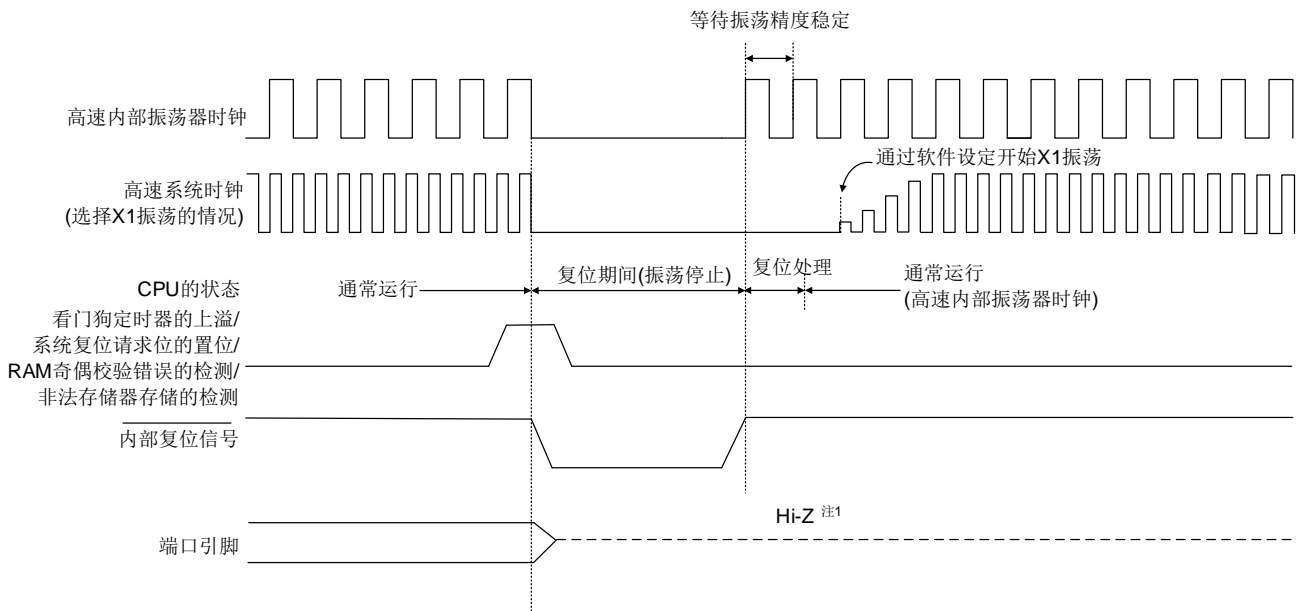 等待振荡精度稳定
高速内部振荡器时钟
通过软件设定开始X1振荡
高速系统时钟
(选择X1振荡的情况)
CPU的状态
通常运行
复位期间(振荡停止)
复位处理
通常运行
(高速内部振荡器时钟)
看门狗定时器的上溢/
系统复位请求位的置位/
RAM奇偶校验错误的检测/
非法存储器存储的检测
内部复位信号
Hi-Z 注1
端口引脚